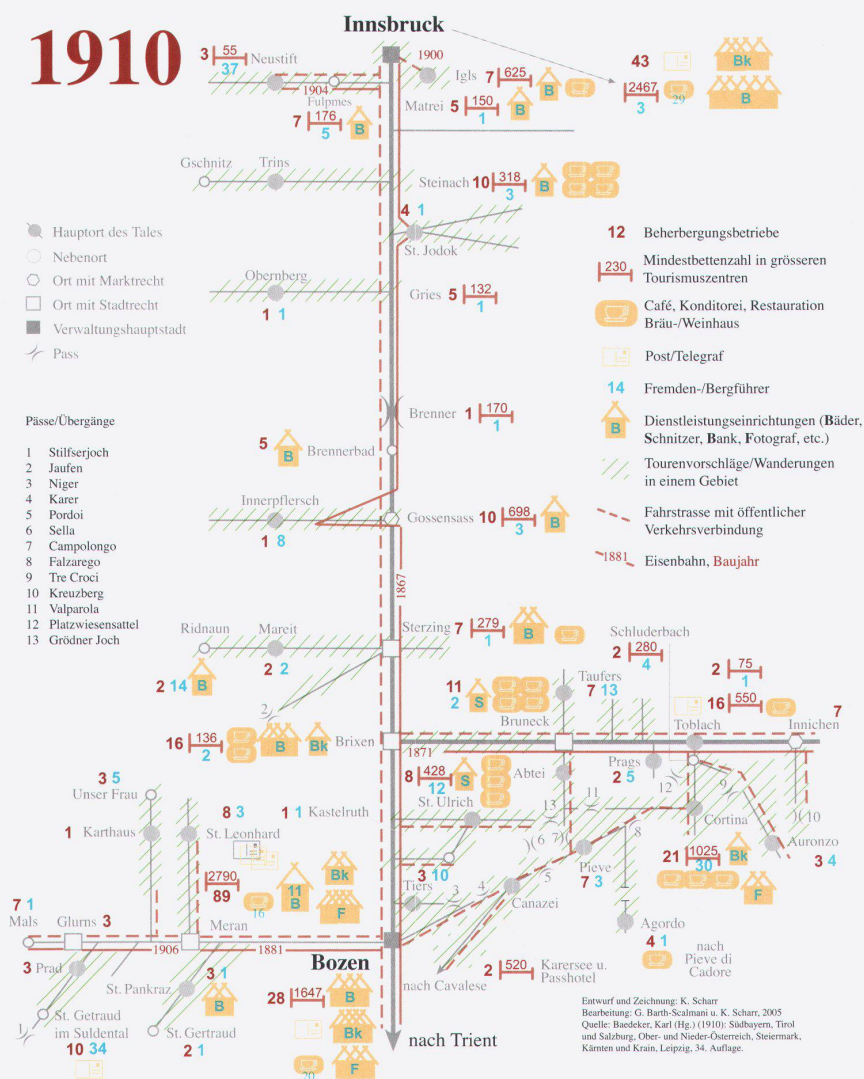 1910
Innsbruck
3 55 Neustift
37
1900
1904
Fulpmes
7 176 B
5
Igls 7 625 B
Matrei 5 150 B
1
43 Bk
2467 29 B
3
Gschnitz Trins
Steinach 10 318 B
3
4 1
St. Jodok
Obernberg
1 1
Gries 5 132
1
Hauptort des Tales
Nebenort
Ort mit Marktrecht
Ort mit Stadtrecht
Verwaltungshauptstadt
Pass
12 Beherbergungsbetriebe
230 Mindestbettenzahl in grösseren
Tourismuszentren
Café, Konditorei, Restauration
Bräu-/Weinhaus
Post/Telegraf
14 Fremden-/Bergführer
B Dienstleistungseinrichtungen (Bäder,
Schnitzer, Bank, Fotograf, etc.)
Tourenvorschläge/Wanderungen
in einem Gebiet
Fahrstrasse mit öffentlicher
Verkehrsverbindung
1881 Eisenbahn, Baujahr
Brenner 1 170
1
5 B Brennerbad
Pässe/Übergänge
1 Stilfserjoch
2 Jaufen
3 Niger
4 Karer
5 Pordoi
6 Sella
7 Campolongo
8 Falzarego
9 Tre Croci
10 Kreuzberg
11 Valparola
12 Platzwiesensattel
13 Grödner Joch
Innerpflersch
1 8
Gossensass 10 698 B
3
1867
Ridnaun Mareit
2 14 B
2 2
2
Sterzing 7 279 B
1
Schluderbach
2 280
4
2 75
1
16 550
Toblach
Innichen 7
11
2 S
Bruneck
Taufers
7 13
16 136 B Bk Brixen
2
1871
8 428 S
12
Abtei
Prags
2 5
12
9
10
St. Ulrich
13 11
6 7
8
Cortina
21 1025 Bk
30
F
Auronzo
3 4
3 5
Unser Frau
1 Karthaus
8 3
St. Leonhard
1 1 Kastelruth
2790
89
16
11
B
Bk
F
3 10
Tiers 3 4
5
Canazei
Pieve
7 3
Agordo
4 1
nach
Pieve di
Cadore
7 1
Mals Glurns 3
Meran
1906 1881
Bozen
3 Prad
1
St. Getraud
im Suldental
10 34
St. Pankraz
3 1
B
St. Gertraud
2 1
28 1647 B
Bk
20 F
nach Cavalese
2 520 Karersee u.
Passhotel
nach Trient
Entwurf und Zeichnung: K. Scharr
Bearbeitung: G. Barth-Scalmani u. K. Scharr, 2005
Quelle: Baedeker, Karl (Hg.) (1910): Südbayern, Tirol
und Salzburg, Ober- und Nieder-Österreich, Steiermark,
Kärnten und Krain, Leipzig, 34. Auflage.